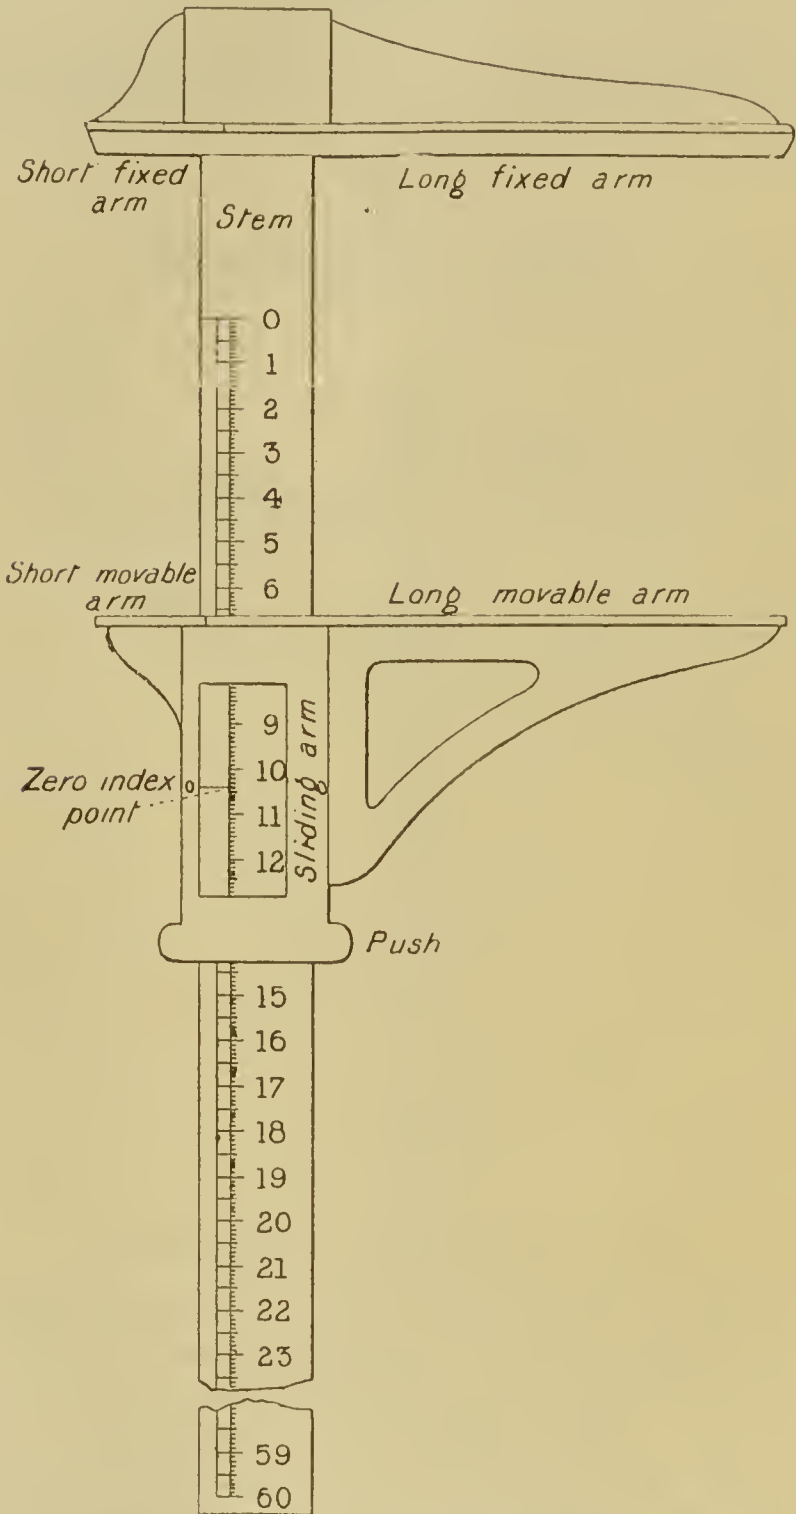 Short fixed
arm
Long fixed arm
Stem
0
1
2
3
4
5
6
Short movable
arm
Long movable arm
9
10
11
12
Sliding arm
Zero index
point
0
Push
15
16
17
18
19
20
21
22
23
59
60